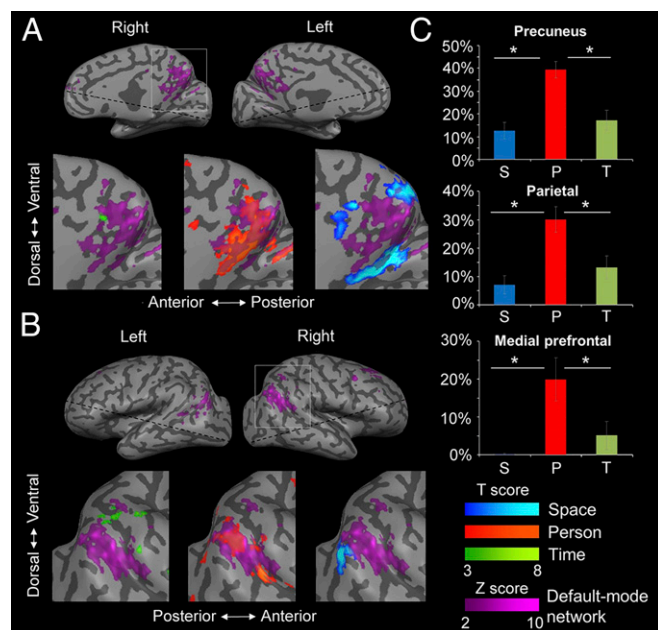 A
Right Left
Dorsal ↔ Ventral
Anterior ↔ Posterior
B
Left Right
Dorsal ↔ Ventral
Posterior ↔ Anterior
C
Precuneus
50%
40%
30%
20%
10%
0%
* *
S P T
Parietal
40%
30%
20%
10%
0%
* *
S P T
Medial prefrontal
30%
20%
10%
0%
* *
S P T
T score
Space
Person
Time
3 8
Z score
Default-mode
network
2 10